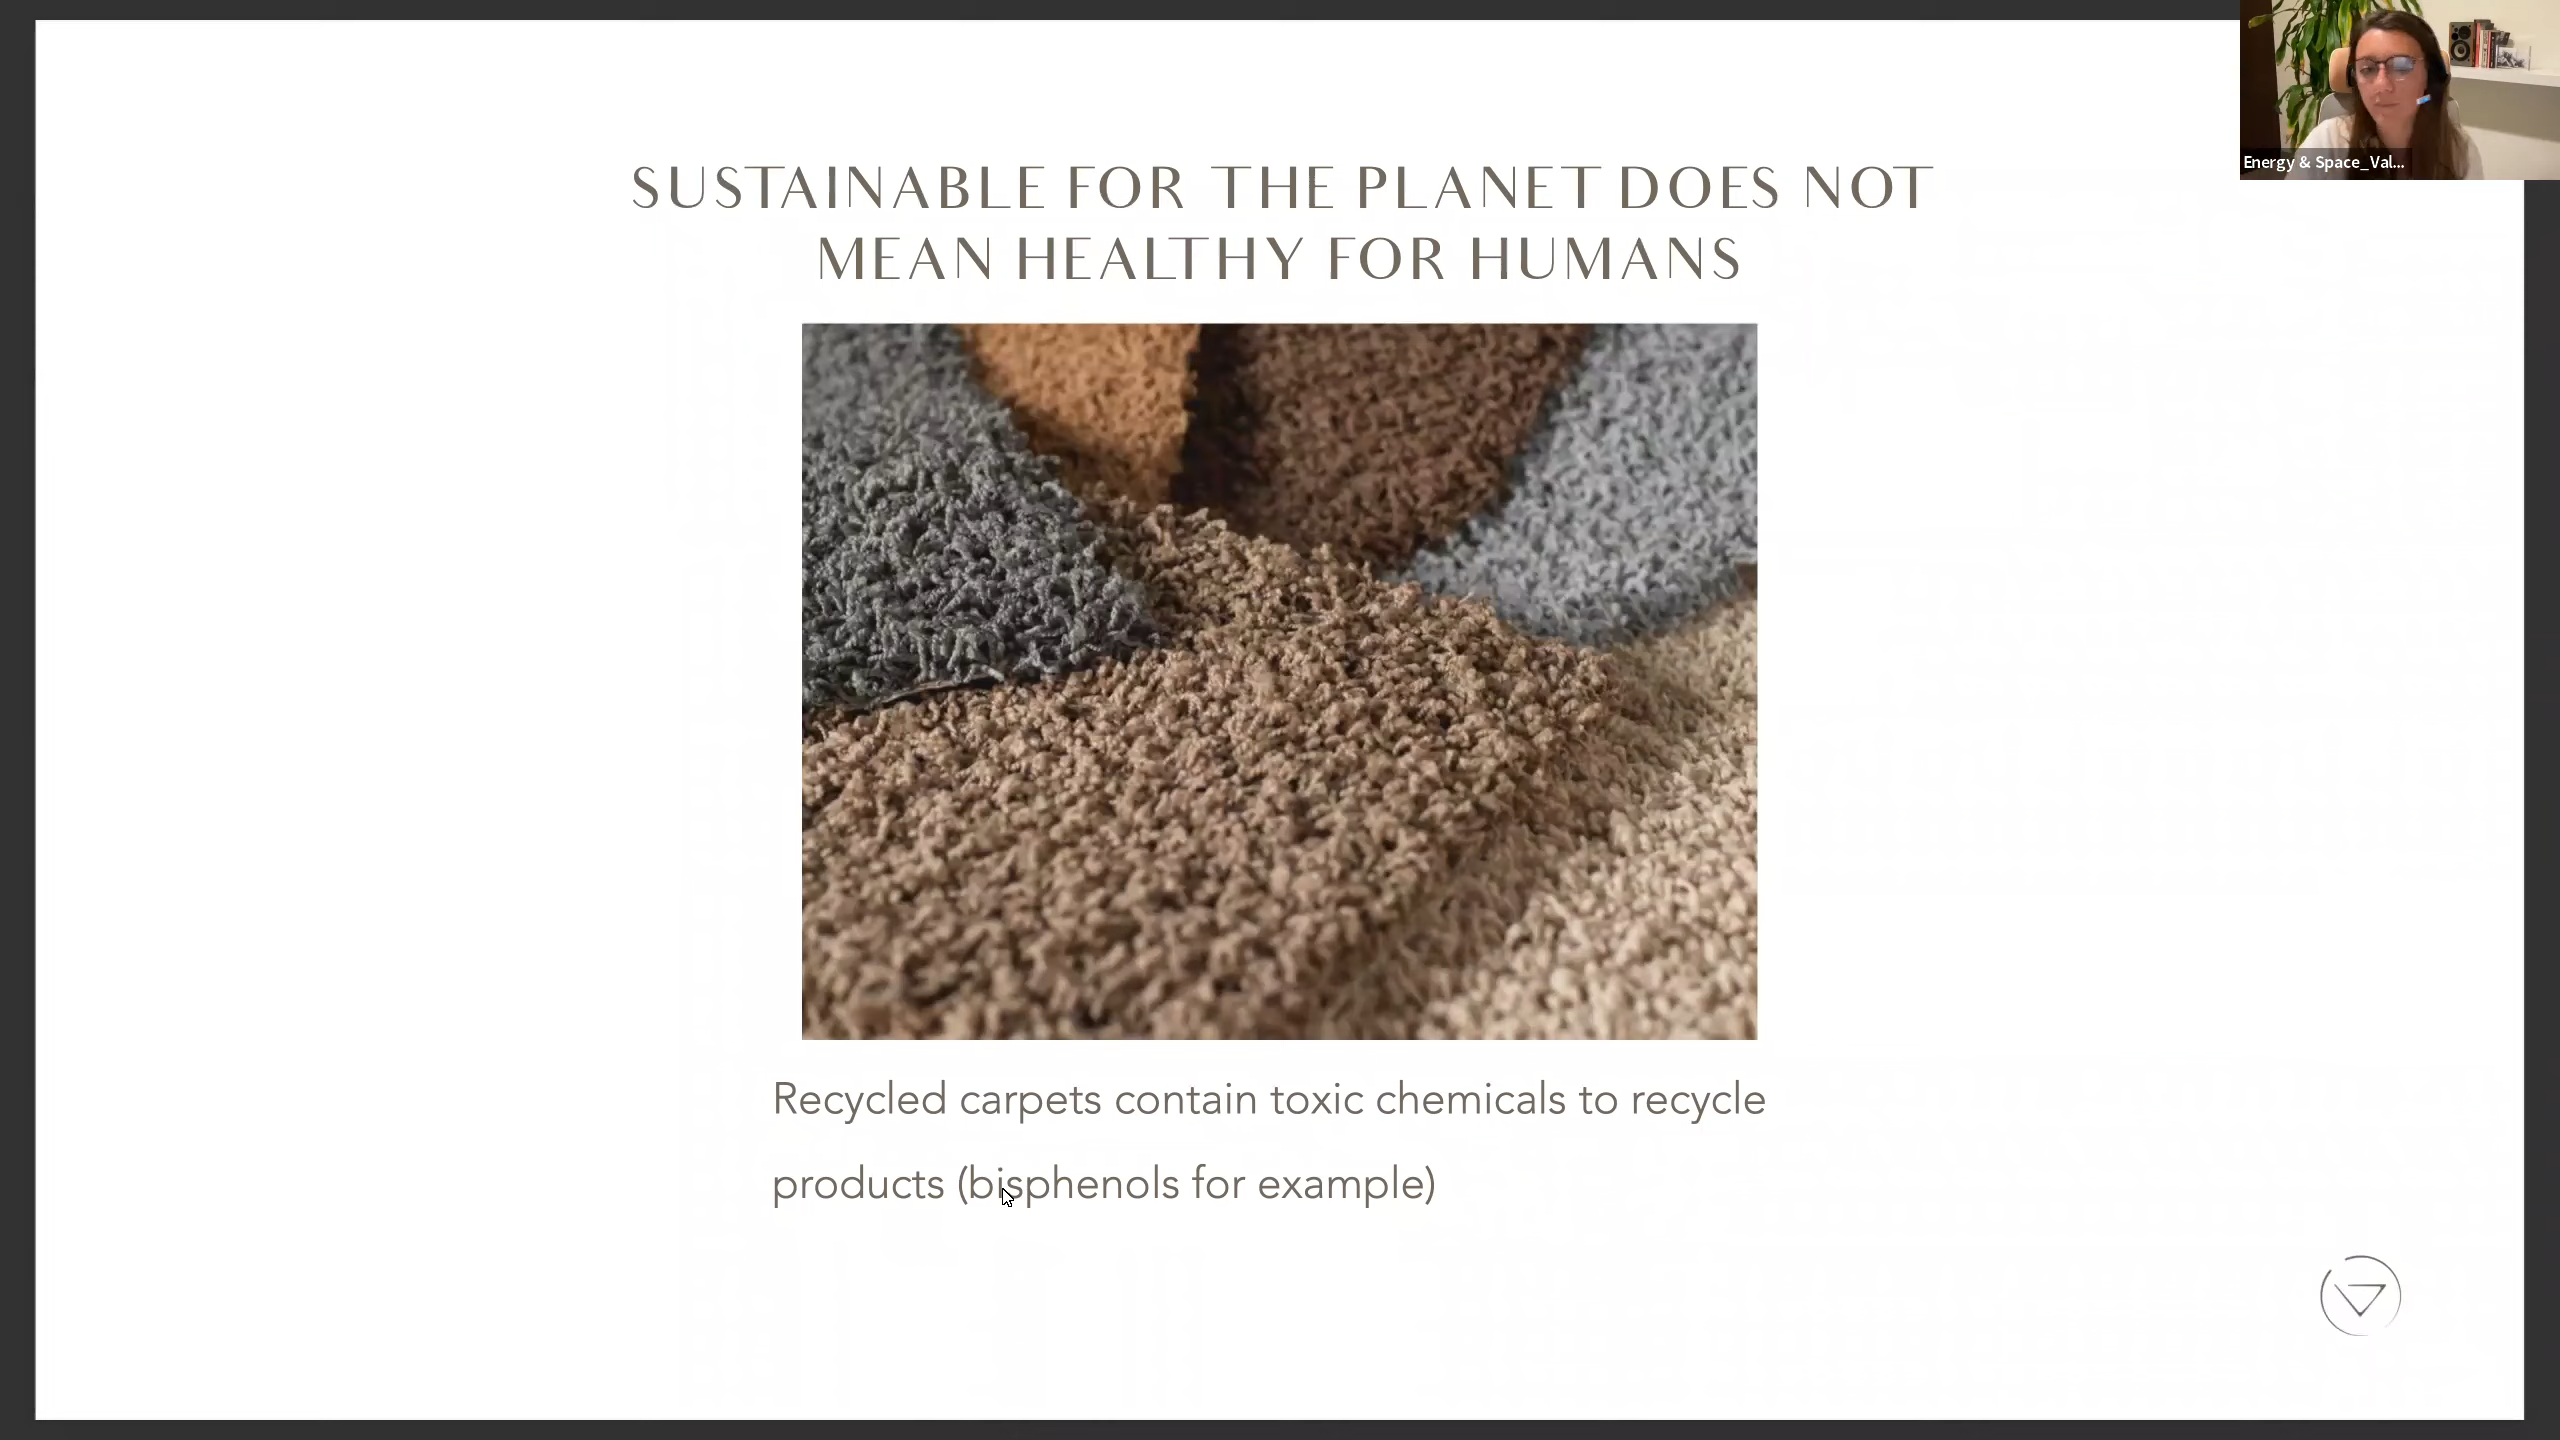 SUSTAINABLE FOR THE PLANET DOES NOT
MEAN HEALTHY FOR HUMANS
Recycled carpets contain toxic chemicals to recycle
products (bisphenols for example)
Energy & Space_Val...